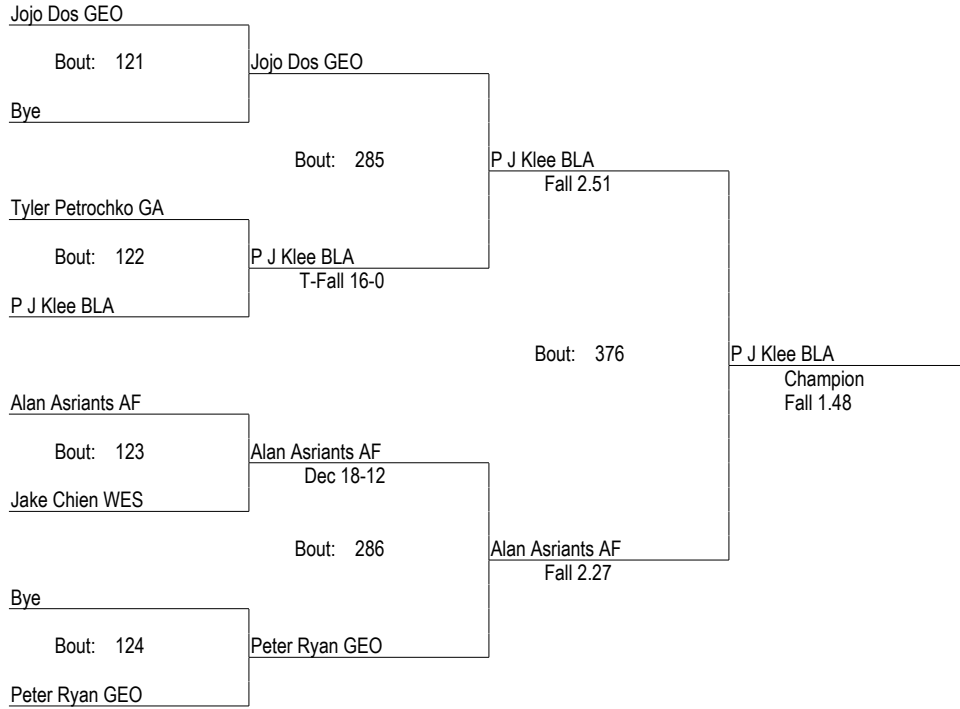 Jojo Dos GEO
Bout: 121
Jojo Dos GEO
Bye
Bout: 285
P J Klee BLA
Fall 2.51
Tyler Petrochko GA
Bout: 122
P J Klee BLA
T-Fall 16-0
P J Klee BLA
Bout: 376
P J Klee BLA
Champion
Fall 1.48
Alan Asriants AF
Bout: 123
Alan Asriants AF
Dec 18-12
Jake Chien WES
Bout: 286
Alan Asriants AF
Fall 2.27
Bye
Bout: 124
Peter Ryan GEO
Peter Ryan GEO